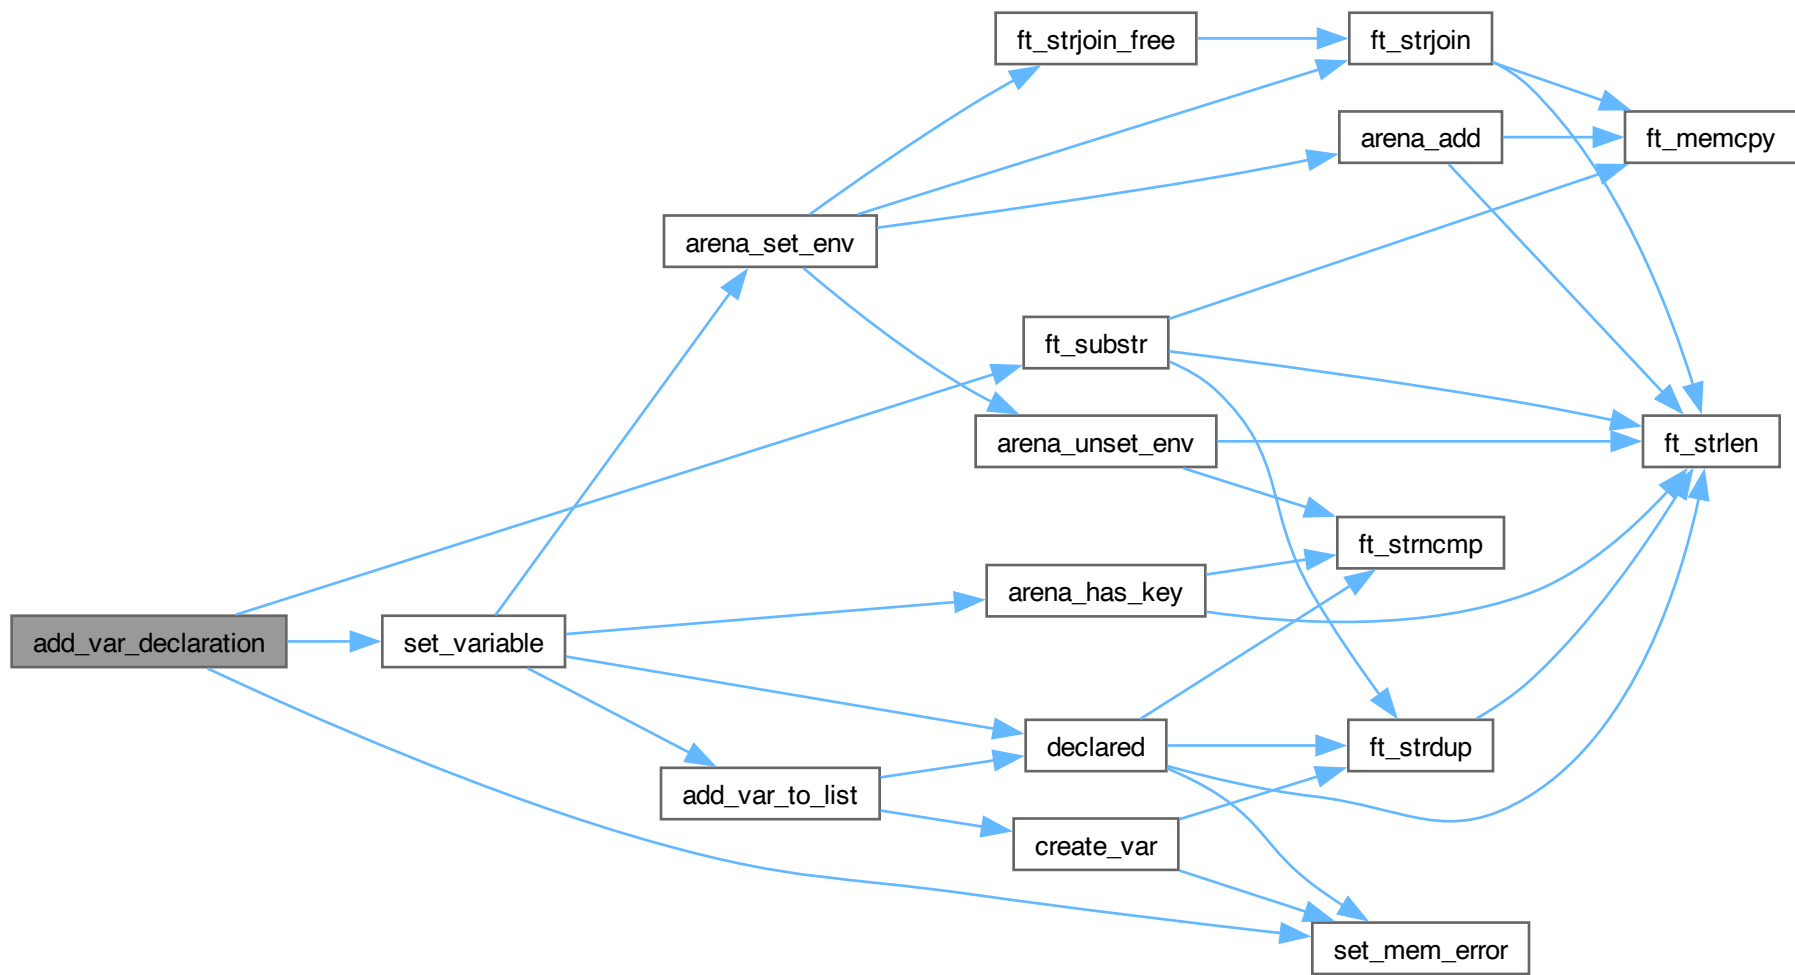 ft_strjoin_free
ft_strjoin
arena_add
ft_memcpy
arena_set_env
ft_substr
arena_unset_env
ft_strlen
ft_strncmp
arena_has_key
add_var_declaration
set_variable
declared
ft_strdup
add_var_to_list
create_var
set_mem_error